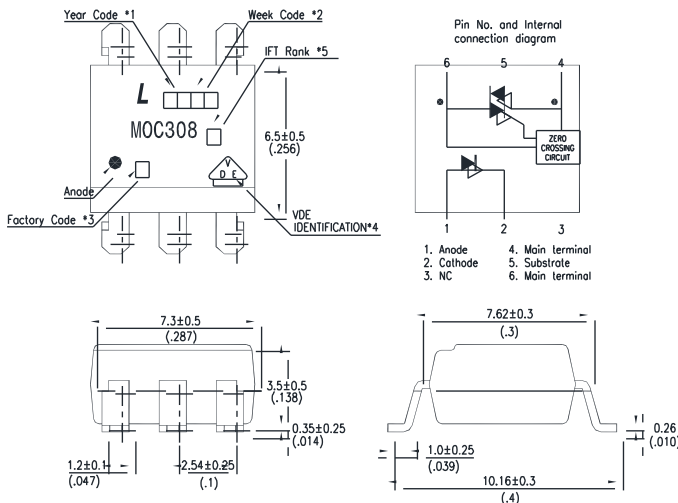 Year Code *1
Week Code *2
IFT Rank *5
L
MOC308
6.5±0.5
(.256)
V
D E
Anode
Factory Code *3
VDE
IDENTIFICATION*4
Pin No. and Internal
connection diagram
6 5 4
ZERO
CROSSING
CIRCUIT
1 2 3
1. Anode 4. Main terminal
2. Cathode 5. Substrate
3. NC 6. Main terminal
7.3±0.5
(.287)
3.5±0.5
(.138)
0.35±0.25
(.014)
1.2±0.1
(.047)
2.54±0.25
(.1)
7.62±0.3
(.3)
0.26
(.010)
1.0±0.25
(.039)
10.16±0.3
(.4)